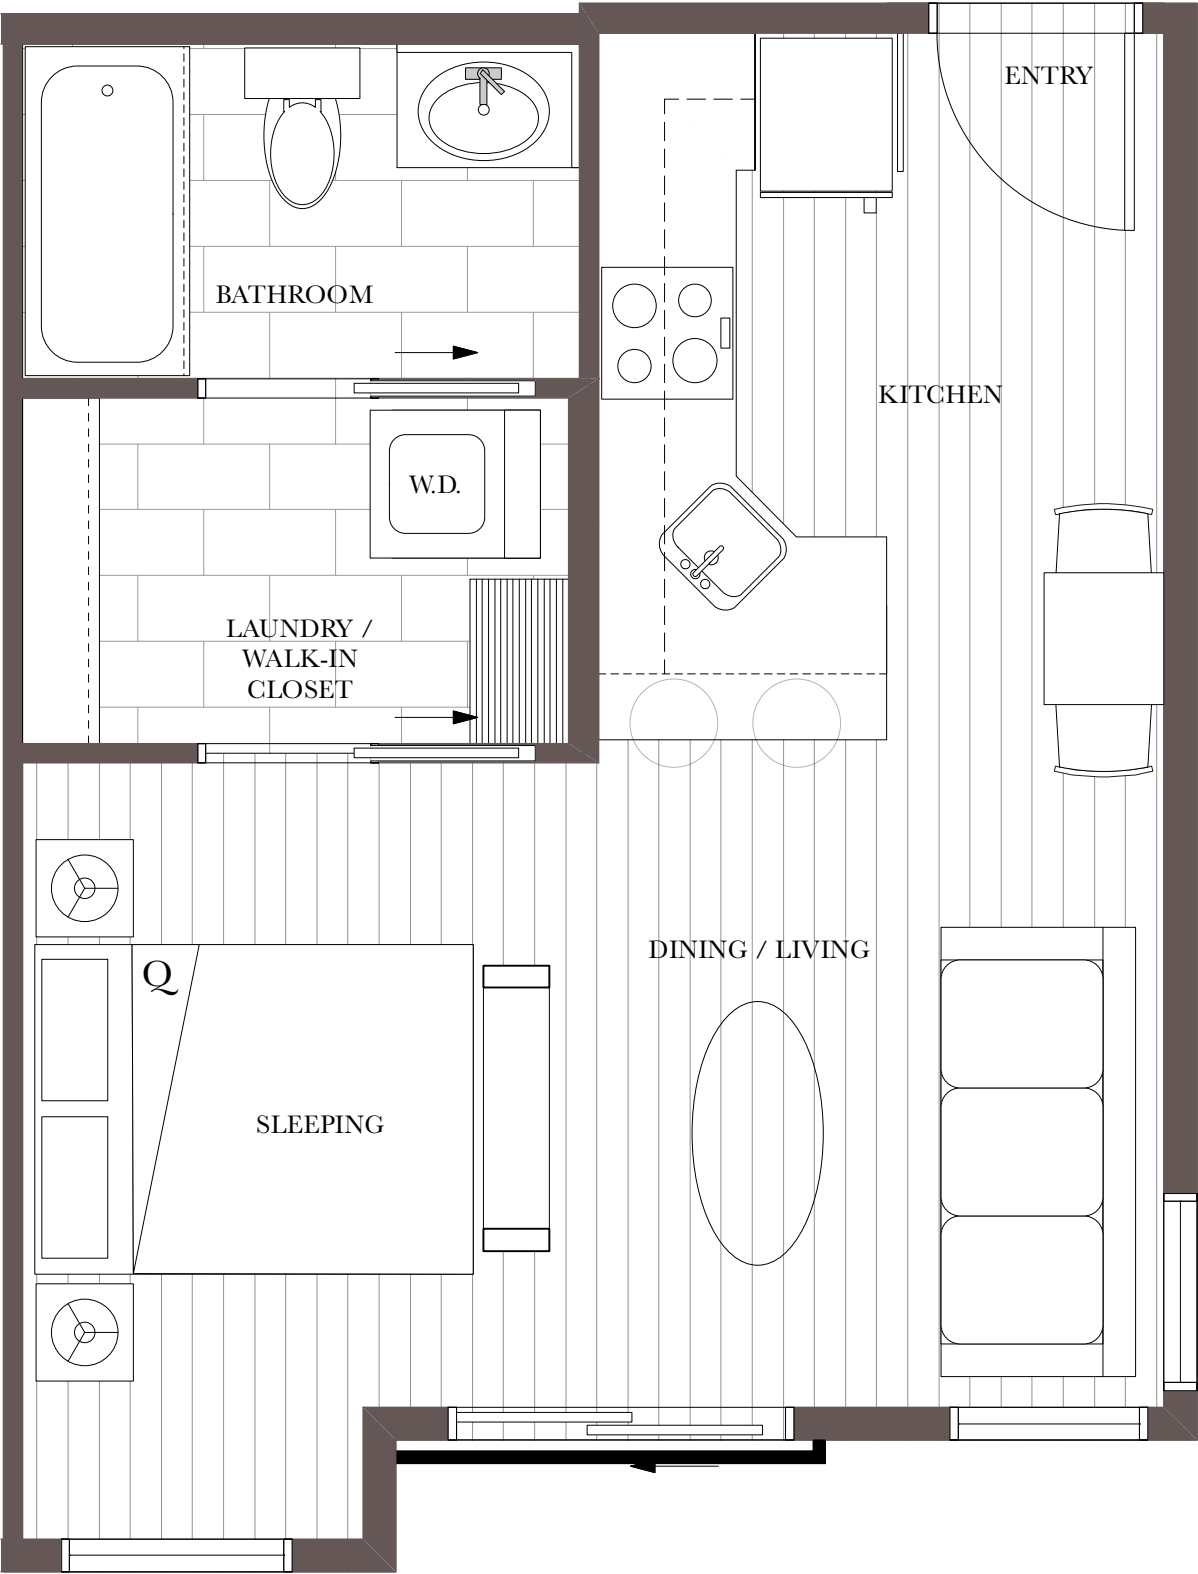 ENTRY
BATHROOM
KITCHEN
W.D.
LAUNDRY /
WALK-IN
CLOSET
DINING / LIVING
Q
SLEEPING